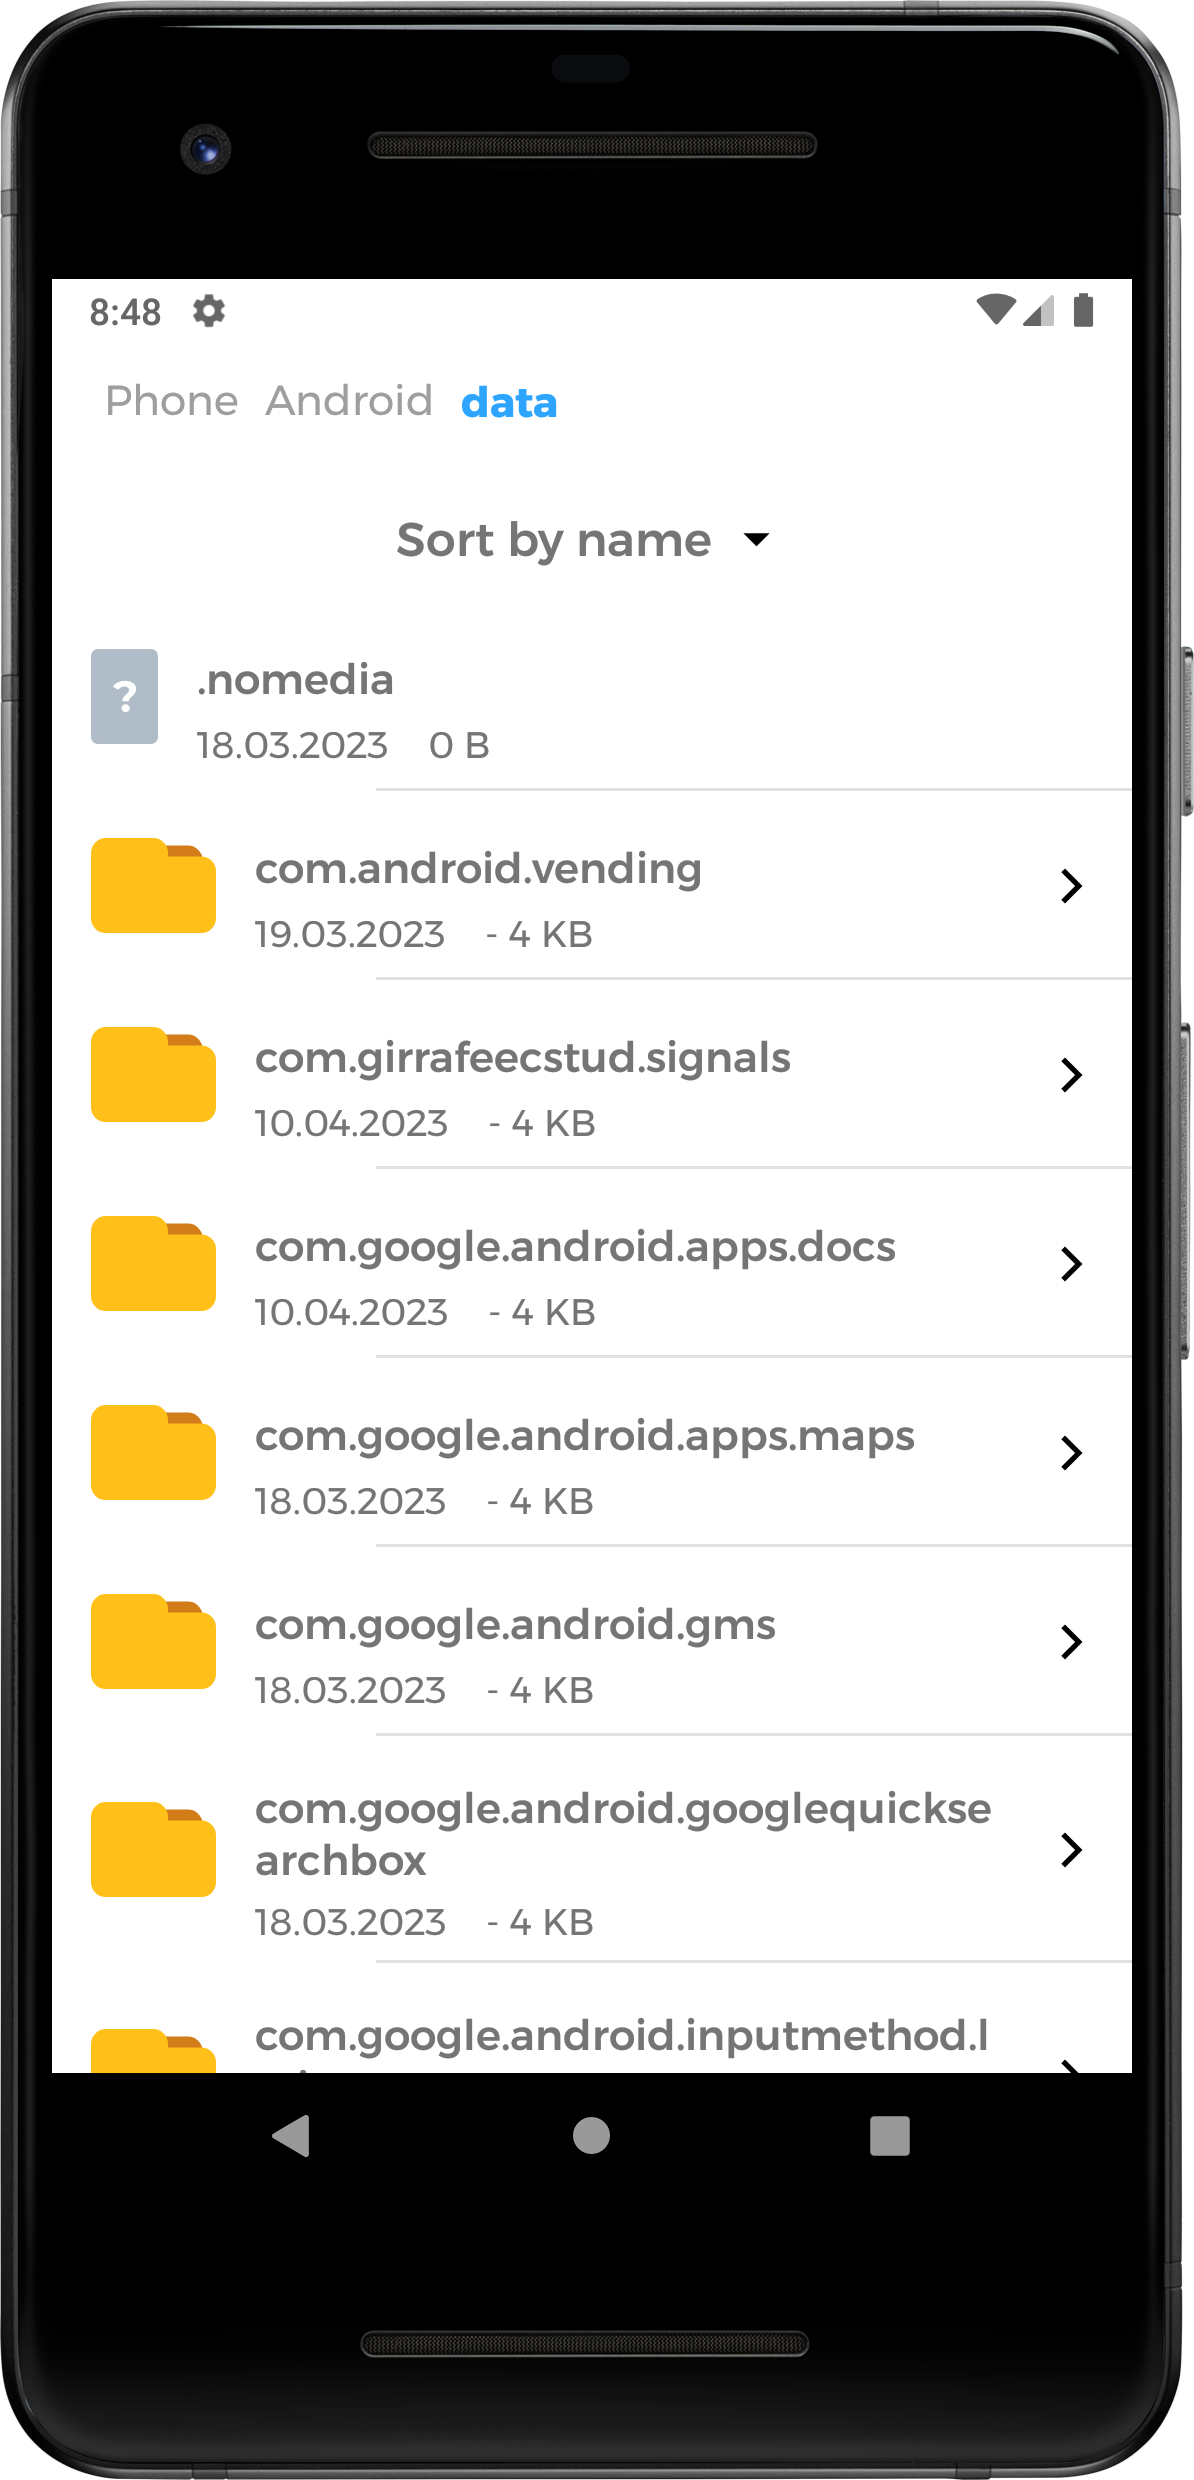 8:48
Phone Android data
Sort by name
?
.nomedia
18.03.2023 0 B
com.android.vending
19.03.2023 - 4 KB
com.girrafeecstud.signals
10.04.2023 - 4 KB
com.google.android.apps.docs
10.04.2023 - 4 KB
com.google.android.apps.maps
18.03.2023 - 4 KB
com.google.android.gms
18.03.2023 - 4 KB
com.google.android.googlequickse
archbox
18.03.2023 - 4 KB
com.google.android.inputmethod.l